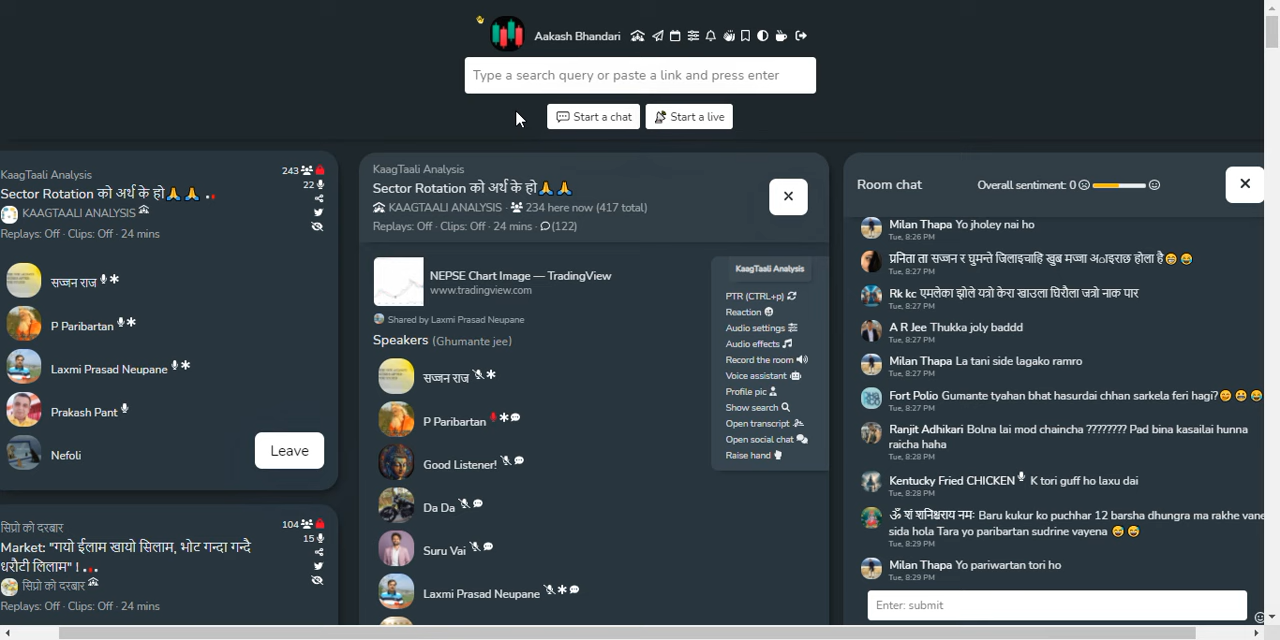 Aakash Bhandari
Type a search query or paste a link and press enter
Start a chat
Start a live
KaagTaali Analysis
243
Sector Rotation को अर्थ के हो🙏🙏
22
KAAGTAALI ANALYSIS
Replays: Off · Clips: Off · 24 mins
सज्जन राज
P Paribartan
Laxmi Prasad Neupane
Prakash Pant
Nefoli
Leave
सिप्रो को दरबार
104
Market: "गयो ईलाम खायो सिलाम, भोट गन्दा गन्दै
15
धरौटी लिलाम" !
सिप्रो को दरबार
Replays: Off · Clips: Off · 24 mins
KaagTaali Analysis
Sector Rotation को अर्थ के हो🙏🙏
KAAGTAALI ANALYSIS · 234 here now (417 total)
Replays: Off · Clips: Off · 24 mins · (122)
NEPSE Chart Image — TradingView
www.tradingview.com
Shared by Laxmi Prasad Neupane
Speakers (Ghumante jee)
सज्जन राज
P Paribartan
Good Listener!
Da Da
Suru Vai
Laxmi Prasad Neupane
KaagTaali Analysis
PTR (CTRL+p)
Reaction
Audio settings
Audio effects
Record the room
Voice assistant
Profile pic
Show search
Open transcript
Open social chat
Raise hand
Room chat
Overall sentiment: 0
Milan Thapa Yo jholey nai ho
Tue, 8:26 PM
प्रनिता ता सज्जन र घुमन्ते जिलाइचाहि खुब मज्जा होला है😁😂
Tue, 8:27 PM
Rk kc एमलेका झोले यत्रो केरा खाउला घिरौला जत्रो नाक पार
Tue, 8:27 PM
A R Jee Thukka joly baddd
Tue, 8:27 PM
Milan Thapa La tani side lagako ramro
Tue, 8:27 PM
Fort Polio Gumante tyahan bhat hasurdai chhan sarkela feri hagi?😊😁😂
Tue, 8:27 PM
Ranjit Adhikari Bolna lai mod chaincha ???????? Pad bina kasailai hunna
raicha haha
Tue, 8:28 PM
Kentucky Fried CHICKEN K tori guff ho laxu dai
Tue, 8:28 PM
ॐ शं शनिश्चराय नमः Baru kukur ko puchhar 12 barsha dhungra ma rakhe vane
sida hola Tara yo paribartan sudrine vayena 😅😅
Tue, 8:29 PM
Milan Thapa Yo pariwartan tori ho
Tue, 8:29 PM
Enter: submit